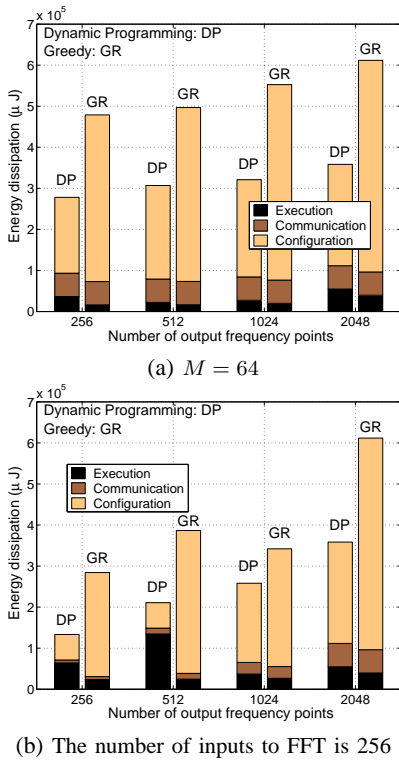 x 10^5
7
6
5
4
3
2
1
0
Energy dissipation (μ J)
Dynamic Programming: DP
Greedy: GR
DP
GR
DP
GR
DP
GR
DP
GR
Execution
Communication
Configuration
256
512
1024
2048
Number of output frequency points
(a) M = 64
x 10^5
7
6
5
4
3
2
1
0
Energy dissipation (μ J)
Dynamic Programming: DP
Greedy: GR
Execution
Communication
Configuration
DP
GR
DP
GR
DP
GR
DP
GR
256
512
1024
2048
Number of output frequency points
(b) The number of inputs to FFT is 256